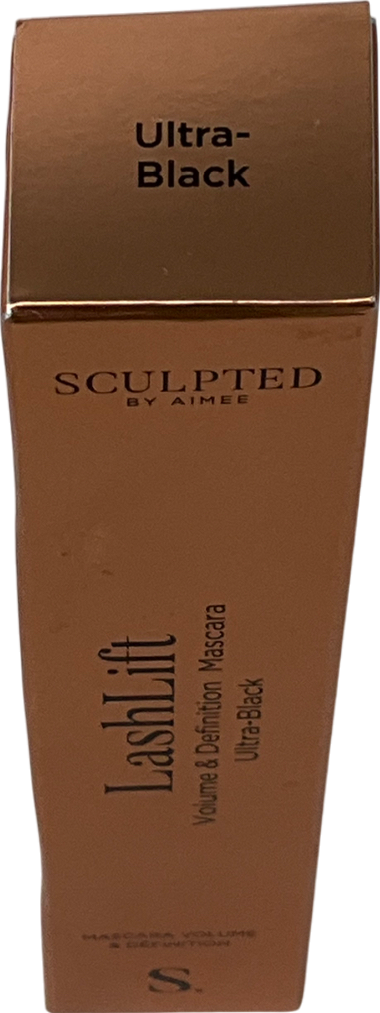 Ultra-
Black
SCULPTED
BY AIMEE
LashLift
Volume & Definition Mascara
Ultra-Black
MASCARA VOLUME
& DÉFINITION
S.